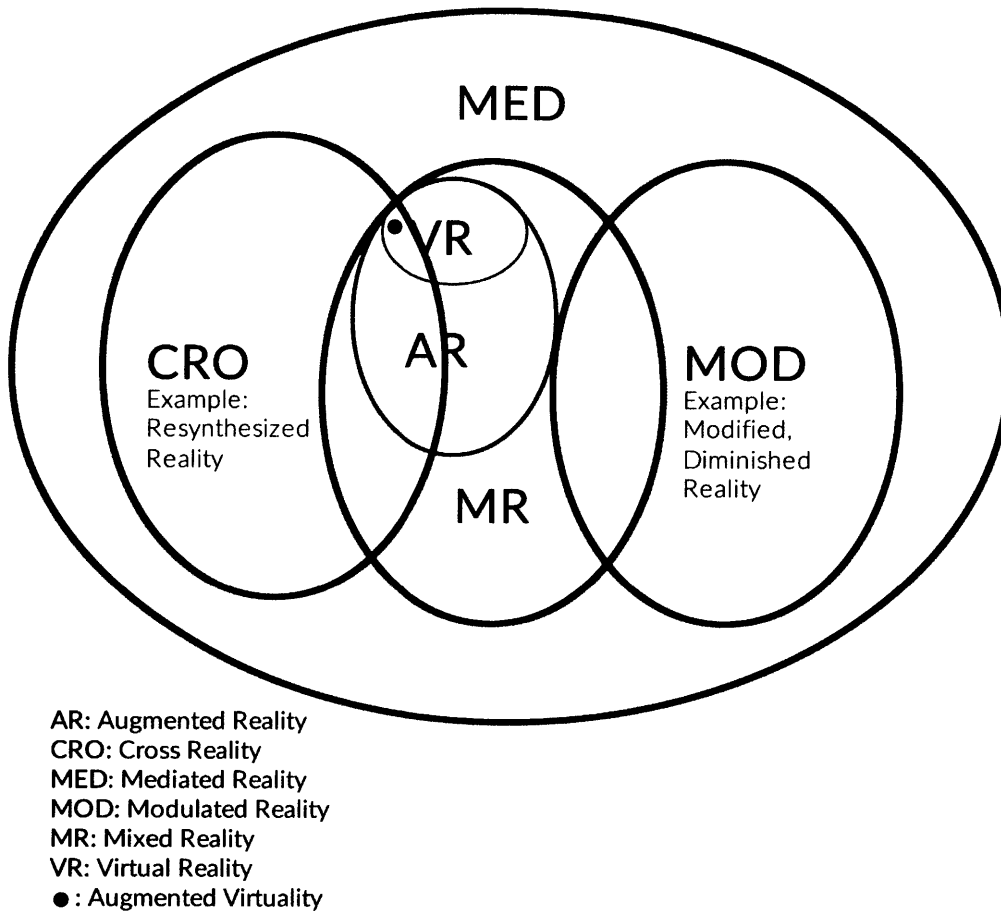 MED
VR
AR
CRO
Example:
Resynthesized
Reality
MOD
Example:
Modified,
Diminished
Reality
MR
AR: Augmented Reality
CRO: Cross Reality
MED: Mediated Reality
MOD: Modulated Reality
MR: Mixed Reality
VR: Virtual Reality
●: Augmented Virtuality